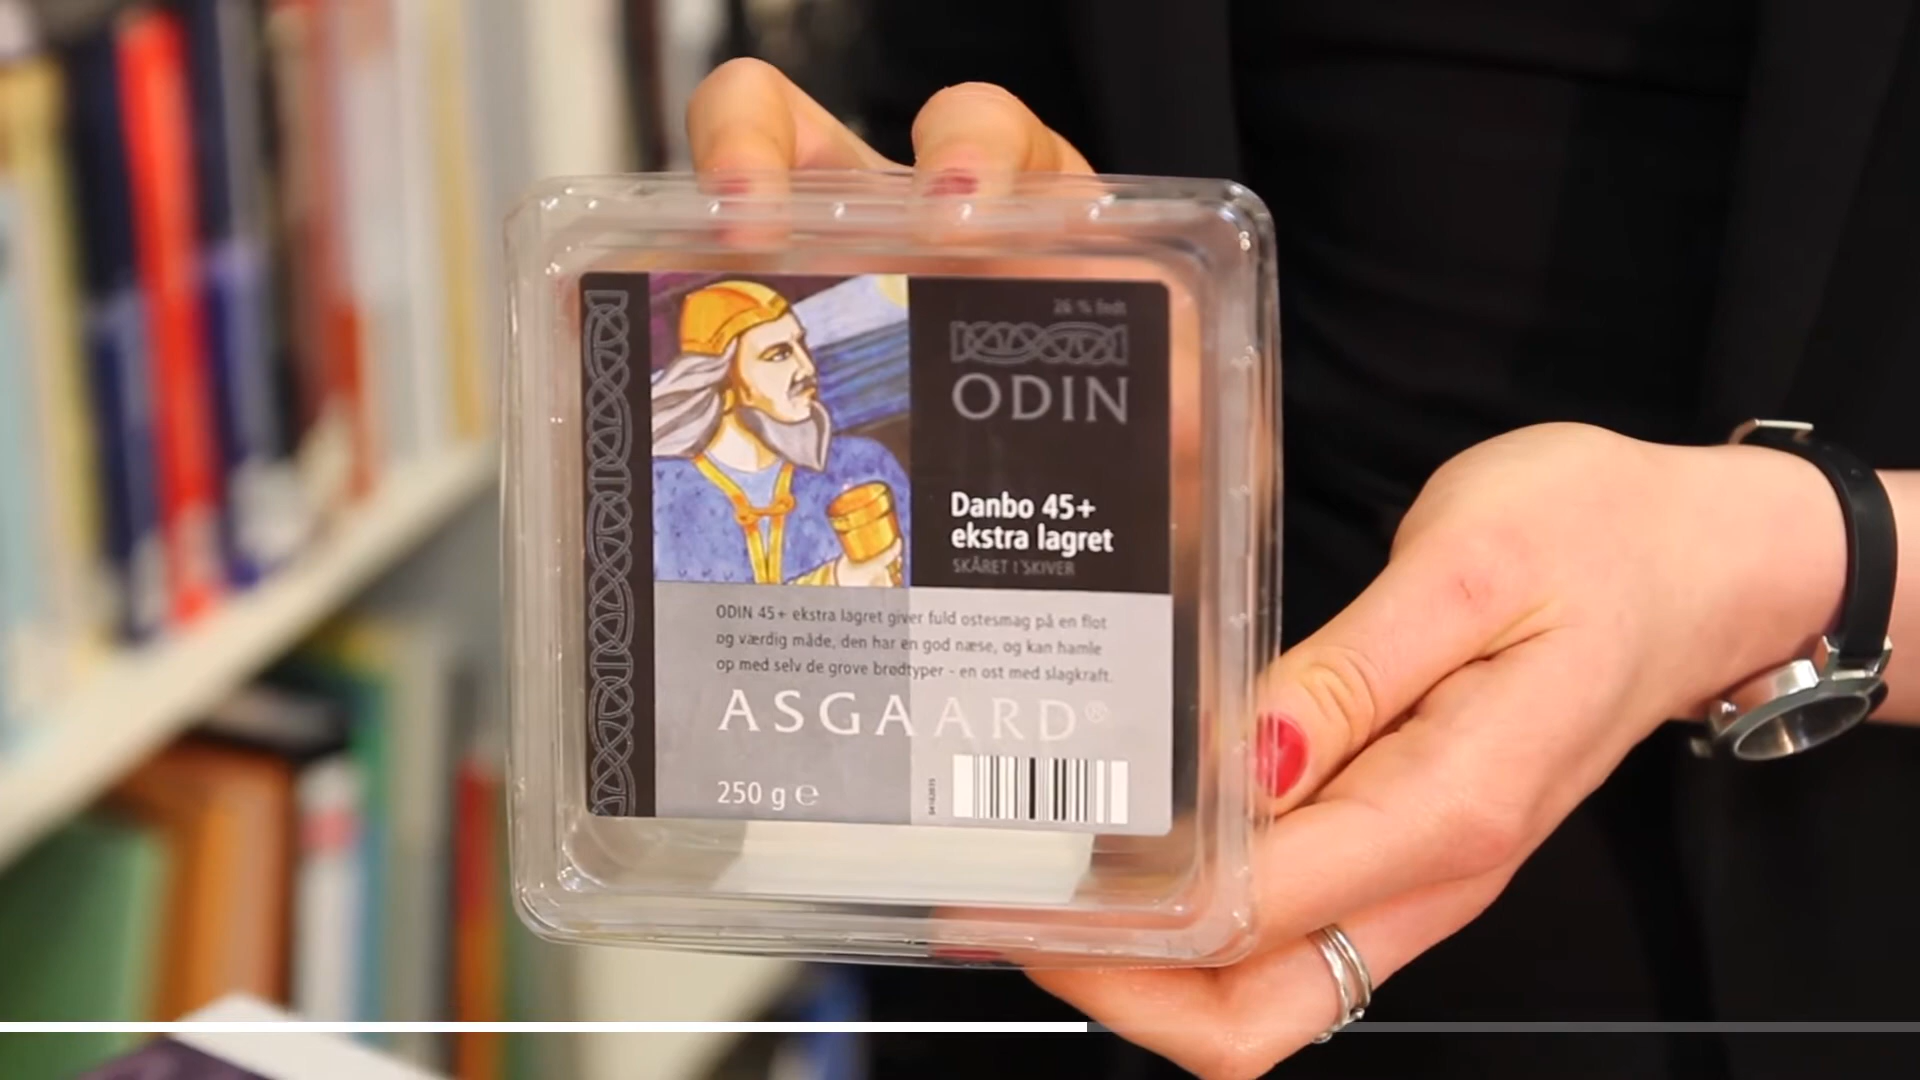 26 % fedt
ODIN
Danbo 45+
ekstra lagret
SKÅRET I SKIVER
ODIN 45+ ekstra lagret giver fuld ostesmag på en flot
og værdig måde, den har en god næse, og kan hamle
op med selv de grove brødtyper - en ost med slagkraft.
ASGAARD®
250 g ℮